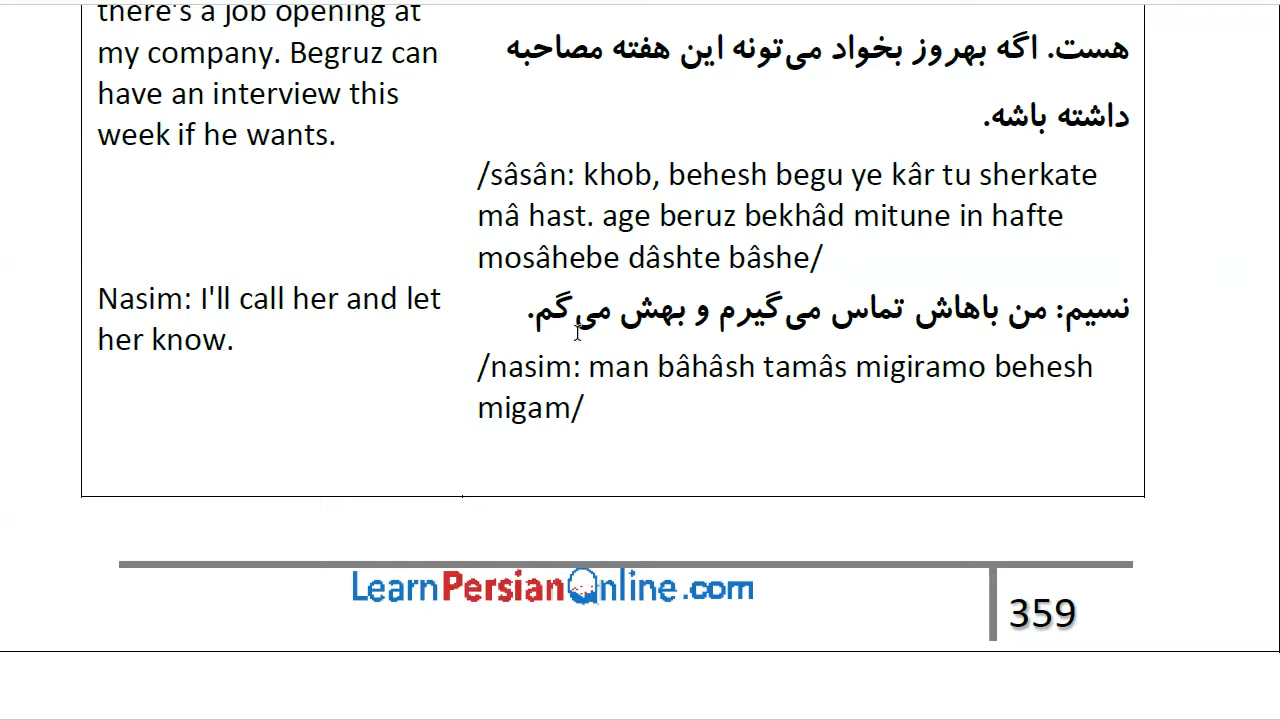 there's a job opening at
my company. Begruz can
have an interview this
week if he wants.
هست. اگه بهروز بخواد می‌تونه این هفته مصاحبه
داشته باشه.
/sâsân: khob, behesh begu ye kâr tu sherkate
mâ hast. age beruz bekhâd mitune in hafte
mosâhebe dâshte bâshe/
Nasim: I'll call her and let
her know.
نسیم: من باهاش تماس می‌گیرم و بهش می‌گم.
/nasim: man bâhâsh tamâs migiramo behesh
migam/
LearnPersianOnline.com
359